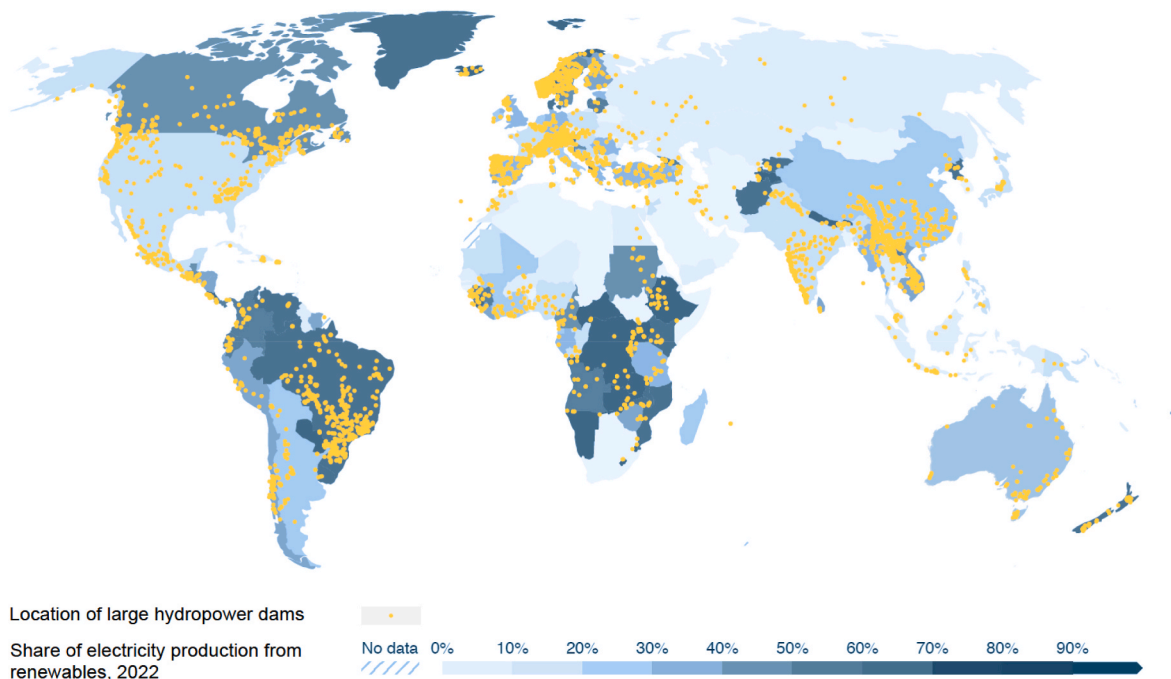 Location of large hydropower dams
Share of electricity production from
renewables, 2022
No data 0% 10% 20% 30% 40% 50% 60% 70% 80% 90%